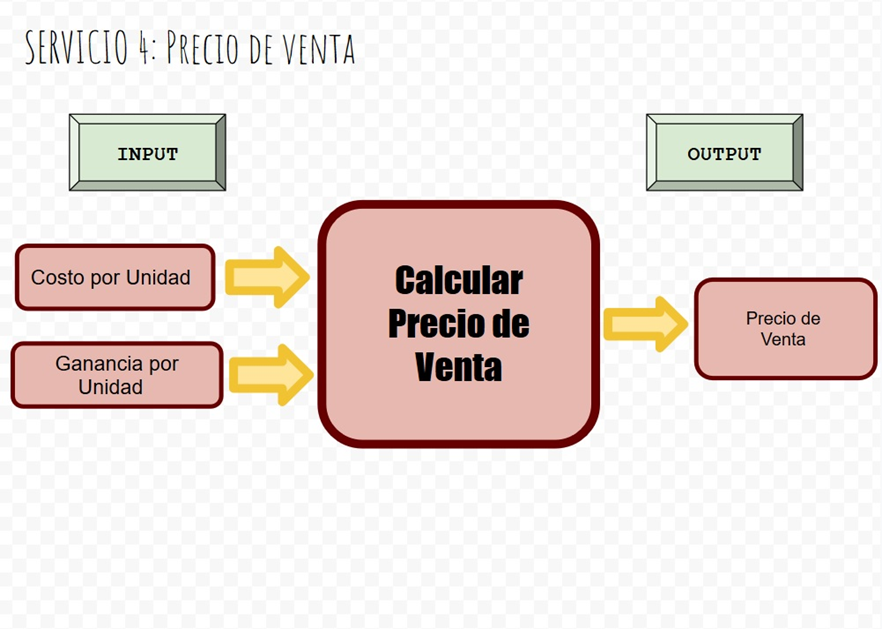 SERVICIO 4: PRECIO DE VENTA
INPUT
OUTPUT
Costo por Unidad
Ganancia por
Unidad
Calcular
Precio de
Venta
Precio de
Venta